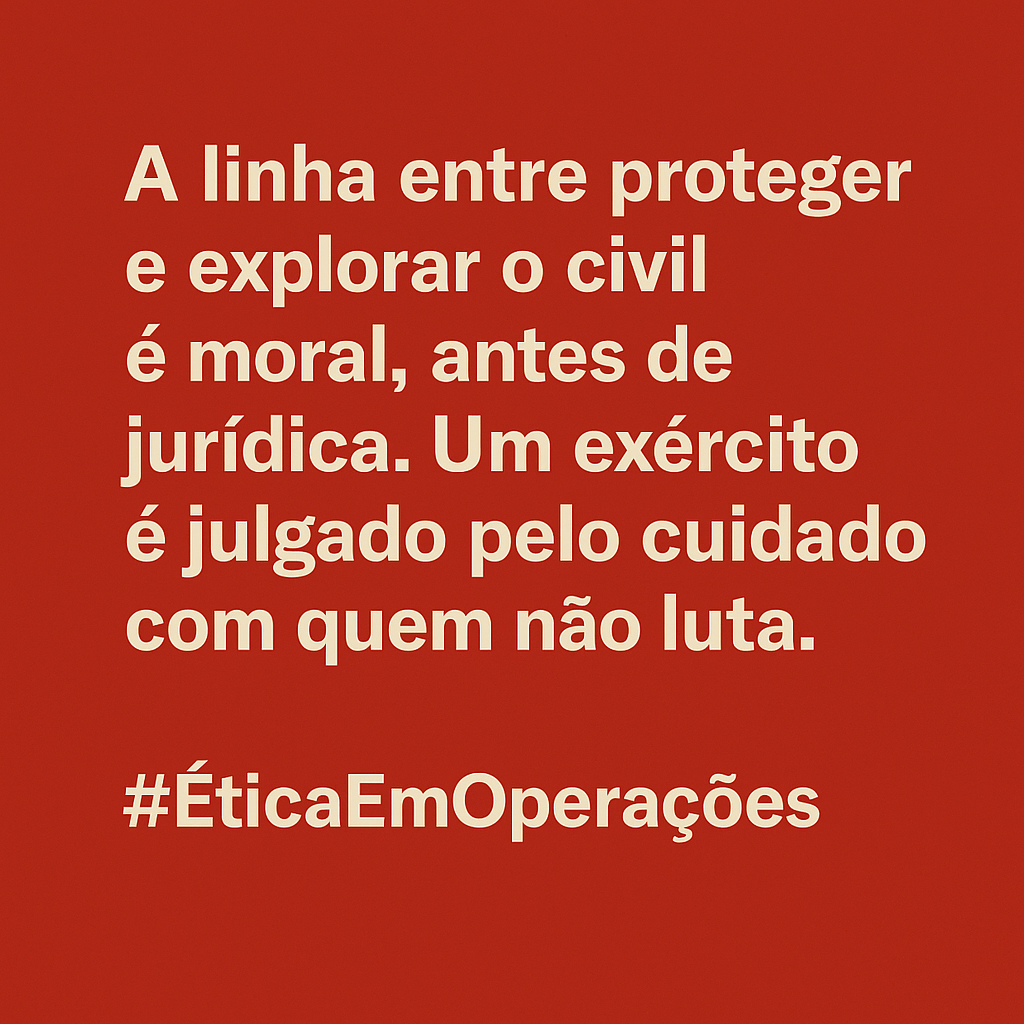 A linha entre proteger
e explorar o civil
é moral, antes de
jurídica. Um exército
é julgado pelo cuidado
com quem não luta.
#ÉticaEmOperações